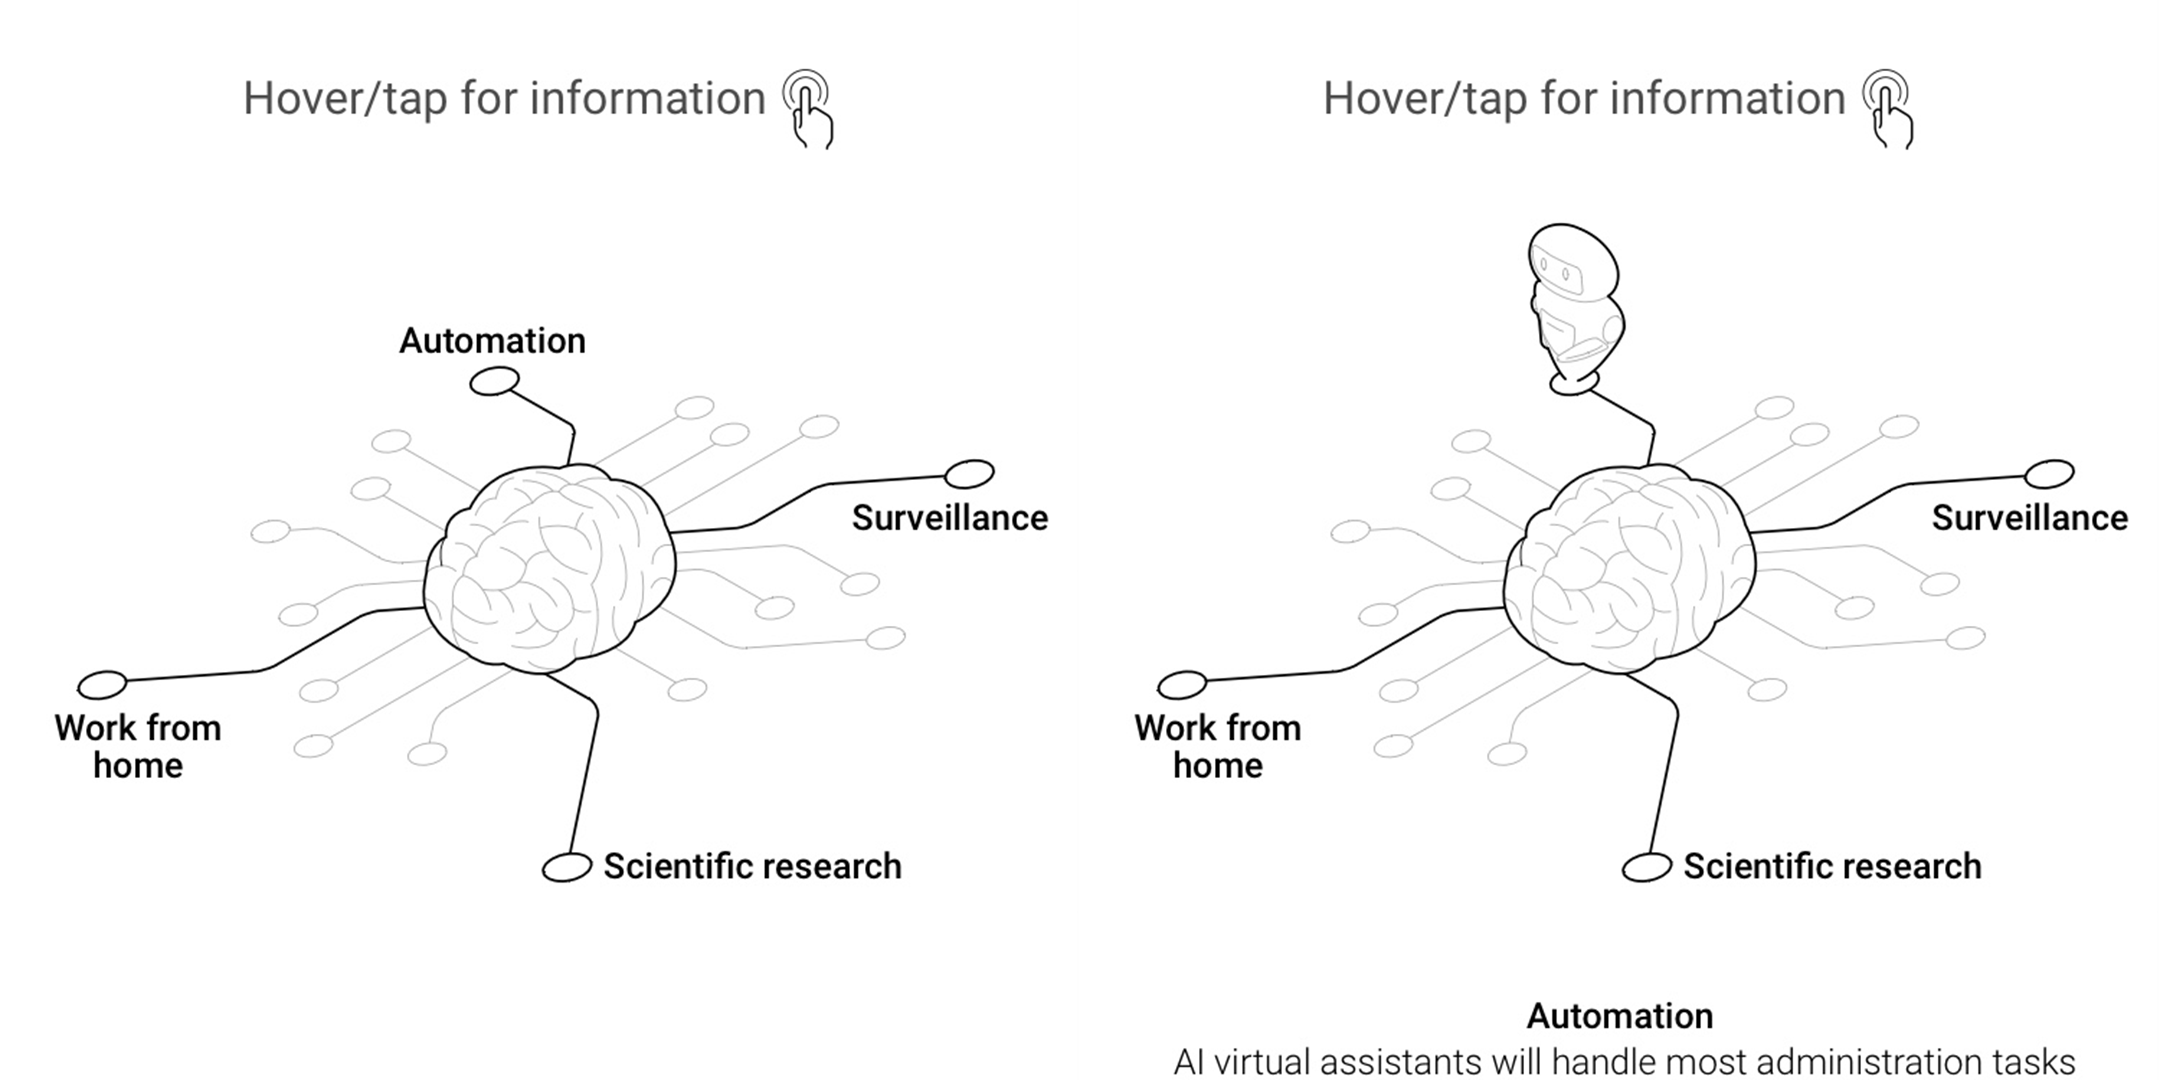 Hover/tap for information
Automation
Surveillance
Work from
home
Scientific research
Hover/tap for information
Surveillance
Work from
home
Scientific research
Automation
AI virtual assistants will handle most administration tasks